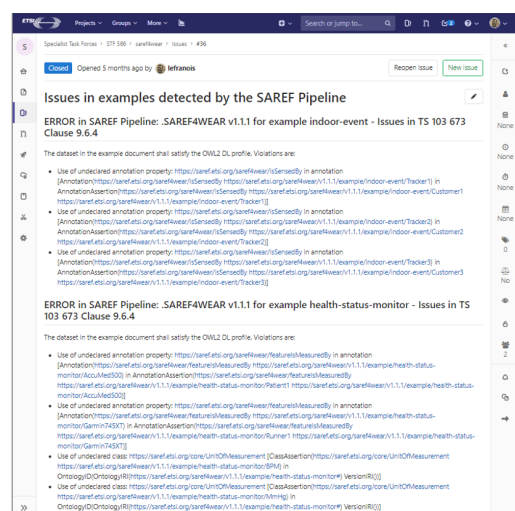 ETSI Projects Groups More Search or jump to... 2
S Specialist Task Forces > STF 566 > saref4wear > Issues > #36
Closed Opened 5 months ago by lefranois Reopen issue New issue
Issues in examples detected by the SAREF Pipeline
ERROR in SAREF Pipeline: .SAREF4WEAR v1.1.1 for example indoor-event - Issues in TS 103 673
Clause 9.6.4
The dataset in the example document shall satisfy the OWL2 DL profile. Violations are:
• Use of undeclared annotation property: https://saref.etsi.org/saref4wear/isSensedBy in annotation
[Annotation(https://saref.etsi.org/saref4wear/isSensedBy https://saref.etsi.org/saref4wear/v1.1.1/example/indoor-event/Tracker1) in
AnnotationAssertion(https://saref.etsi.org/saref4wear/isSensedBy https://saref.etsi.org/saref4wear/v1.1.1/example/indoor-event/Customer1
https://saref.etsi.org/saref4wear/v1.1.1/example/indoor-event/Tracker1)]
• Use of undeclared annotation property: https://saref.etsi.org/saref4wear/isSensedBy in annotation
[Annotation(https://saref.etsi.org/saref4wear/isSensedBy https://saref.etsi.org/saref4wear/v1.1.1/example/indoor-event/Tracker2) in
AnnotationAssertion(https://saref.etsi.org/saref4wear/isSensedBy https://saref.etsi.org/saref4wear/v1.1.1/example/indoor-event/Customer2
https://saref.etsi.org/saref4wear/v1.1.1/example/indoor-event/Tracker2)]
• Use of undeclared annotation property: https://saref.etsi.org/saref4wear/isSensedBy in annotation
[Annotation(https://saref.etsi.org/saref4wear/isSensedBy https://saref.etsi.org/saref4wear/v1.1.1/example/indoor-event/Tracker3) in
AnnotationAssertion(https://saref.etsi.org/saref4wear/isSensedBy https://saref.etsi.org/saref4wear/v1.1.1/example/indoor-event/Customer3
https://saref.etsi.org/saref4wear/v1.1.1/example/indoor-event/Tracker3)]
ERROR in SAREF Pipeline: .SAREF4WEAR v1.1.1 for example health-status-monitor - Issues in TS
103 673 Clause 9.6.4
The dataset in the example document shall satisfy the OWL2 DL profile. Violations are:
• Use of undeclared annotation property: https://saref.etsi.org/saref4wear/featureIsMeasuredBy in annotation
[Annotation(https://saref.etsi.org/saref4wear/featureIsMeasuredBy https://saref.etsi.org/saref4wear/v1.1.1/example/health-status-
monitor/AccuMed500) in AnnotationAssertion(https://saref.etsi.org/saref4wear/featureIsMeasuredBy
https://saref.etsi.org/saref4wear/v1.1.1/example/health-status-monitor/Patient1 https://saref.etsi.org/saref4wear/v1.1.1/example/health-status-
monitor/AccuMed500)]
• Use of undeclared annotation property: https://saref.etsi.org/saref4wear/featureIsMeasuredBy in annotation
[Annotation(https://saref.etsi.org/saref4wear/featureIsMeasuredBy https://saref.etsi.org/saref4wear/v1.1.1/example/health-status-
monitor/Garmin745XT) in AnnotationAssertion(https://saref.etsi.org/saref4wear/featureIsMeasuredBy
https://saref.etsi.org/saref4wear/v1.1.1/example/health-status-monitor/Runner1 https://saref.etsi.org/saref4wear/v1.1.1/example/health-status-
monitor/Garmin745XT)]
• Use of undeclared class: https://saref.etsi.org/core/UnitOfMeasurement [ClassAssertion(https://saref.etsi.org/core/UnitOfMeasurement
https://saref.etsi.org/saref4wear/v1.1.1/example/health-status-monitor/BPM) in
OntologyID(OntologyIRI(https://saref.etsi.org/saref4wear/v1.1.1/example/health-status-monitor#) VersionIRI())]
• Use of undeclared class: https://saref.etsi.org/core/UnitOfMeasurement [ClassAssertion(https://saref.etsi.org/core/UnitOfMeasurement
https://saref.etsi.org/saref4wear/v1.1.1/example/health-status-monitor/MmHg) in
OntologyID(OntologyIRI(https://saref.etsi.org/saref4wear/v1.1.1/example/health-status-monitor#) VersionIRI())]
None
None
None
None
0
No
2